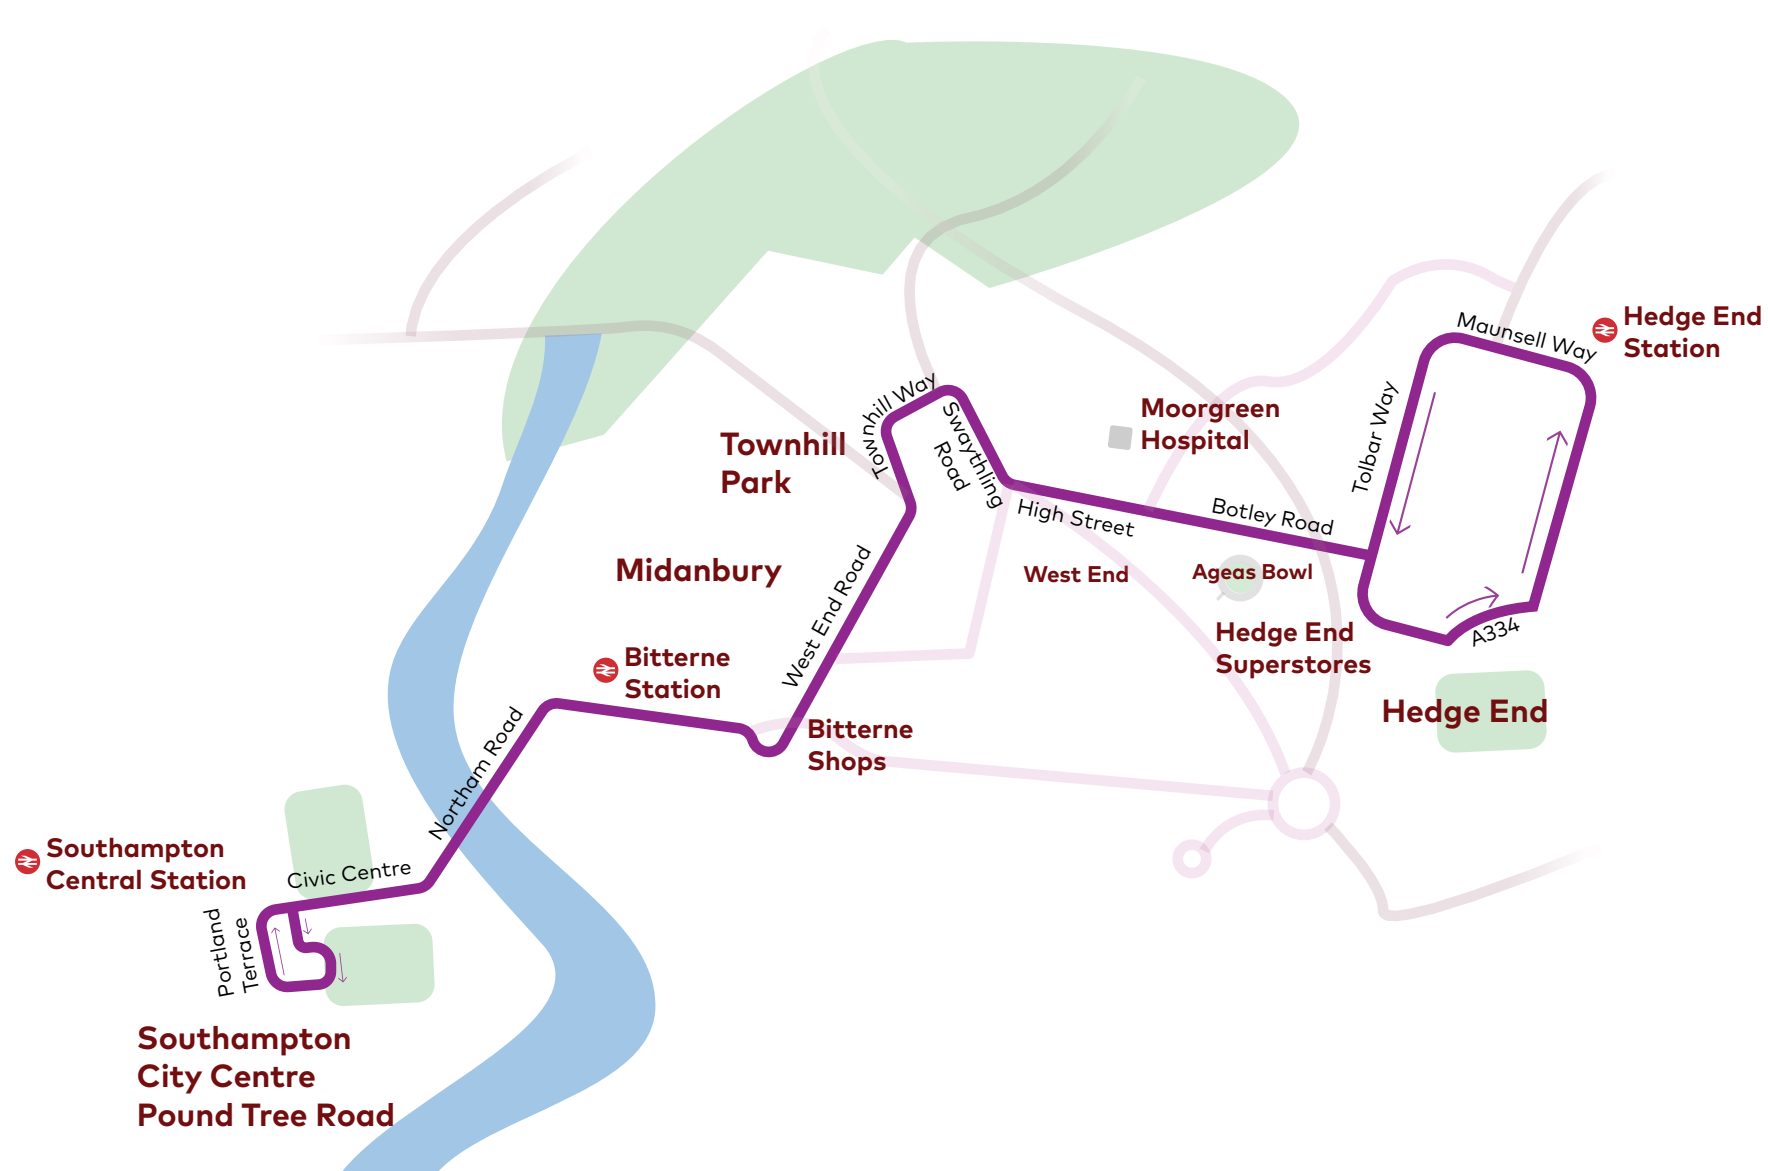 Maunsell Way
Hedge End
Station
Townhill Way
Tolbar Way
Moorgreen
Hospital
Townhill
Park
Swaythling
Road
High Street
Botley Road
Midanbury
West End
Ageas Bowl
West End Road
Hedge End
Superstores
A334
Bitterne
Station
Hedge End
Bitterne
Shops
Northam Road
Southampton
Central Station
Civic Centre
Portland
Terrace
Southampton
City Centre
Pound Tree Road